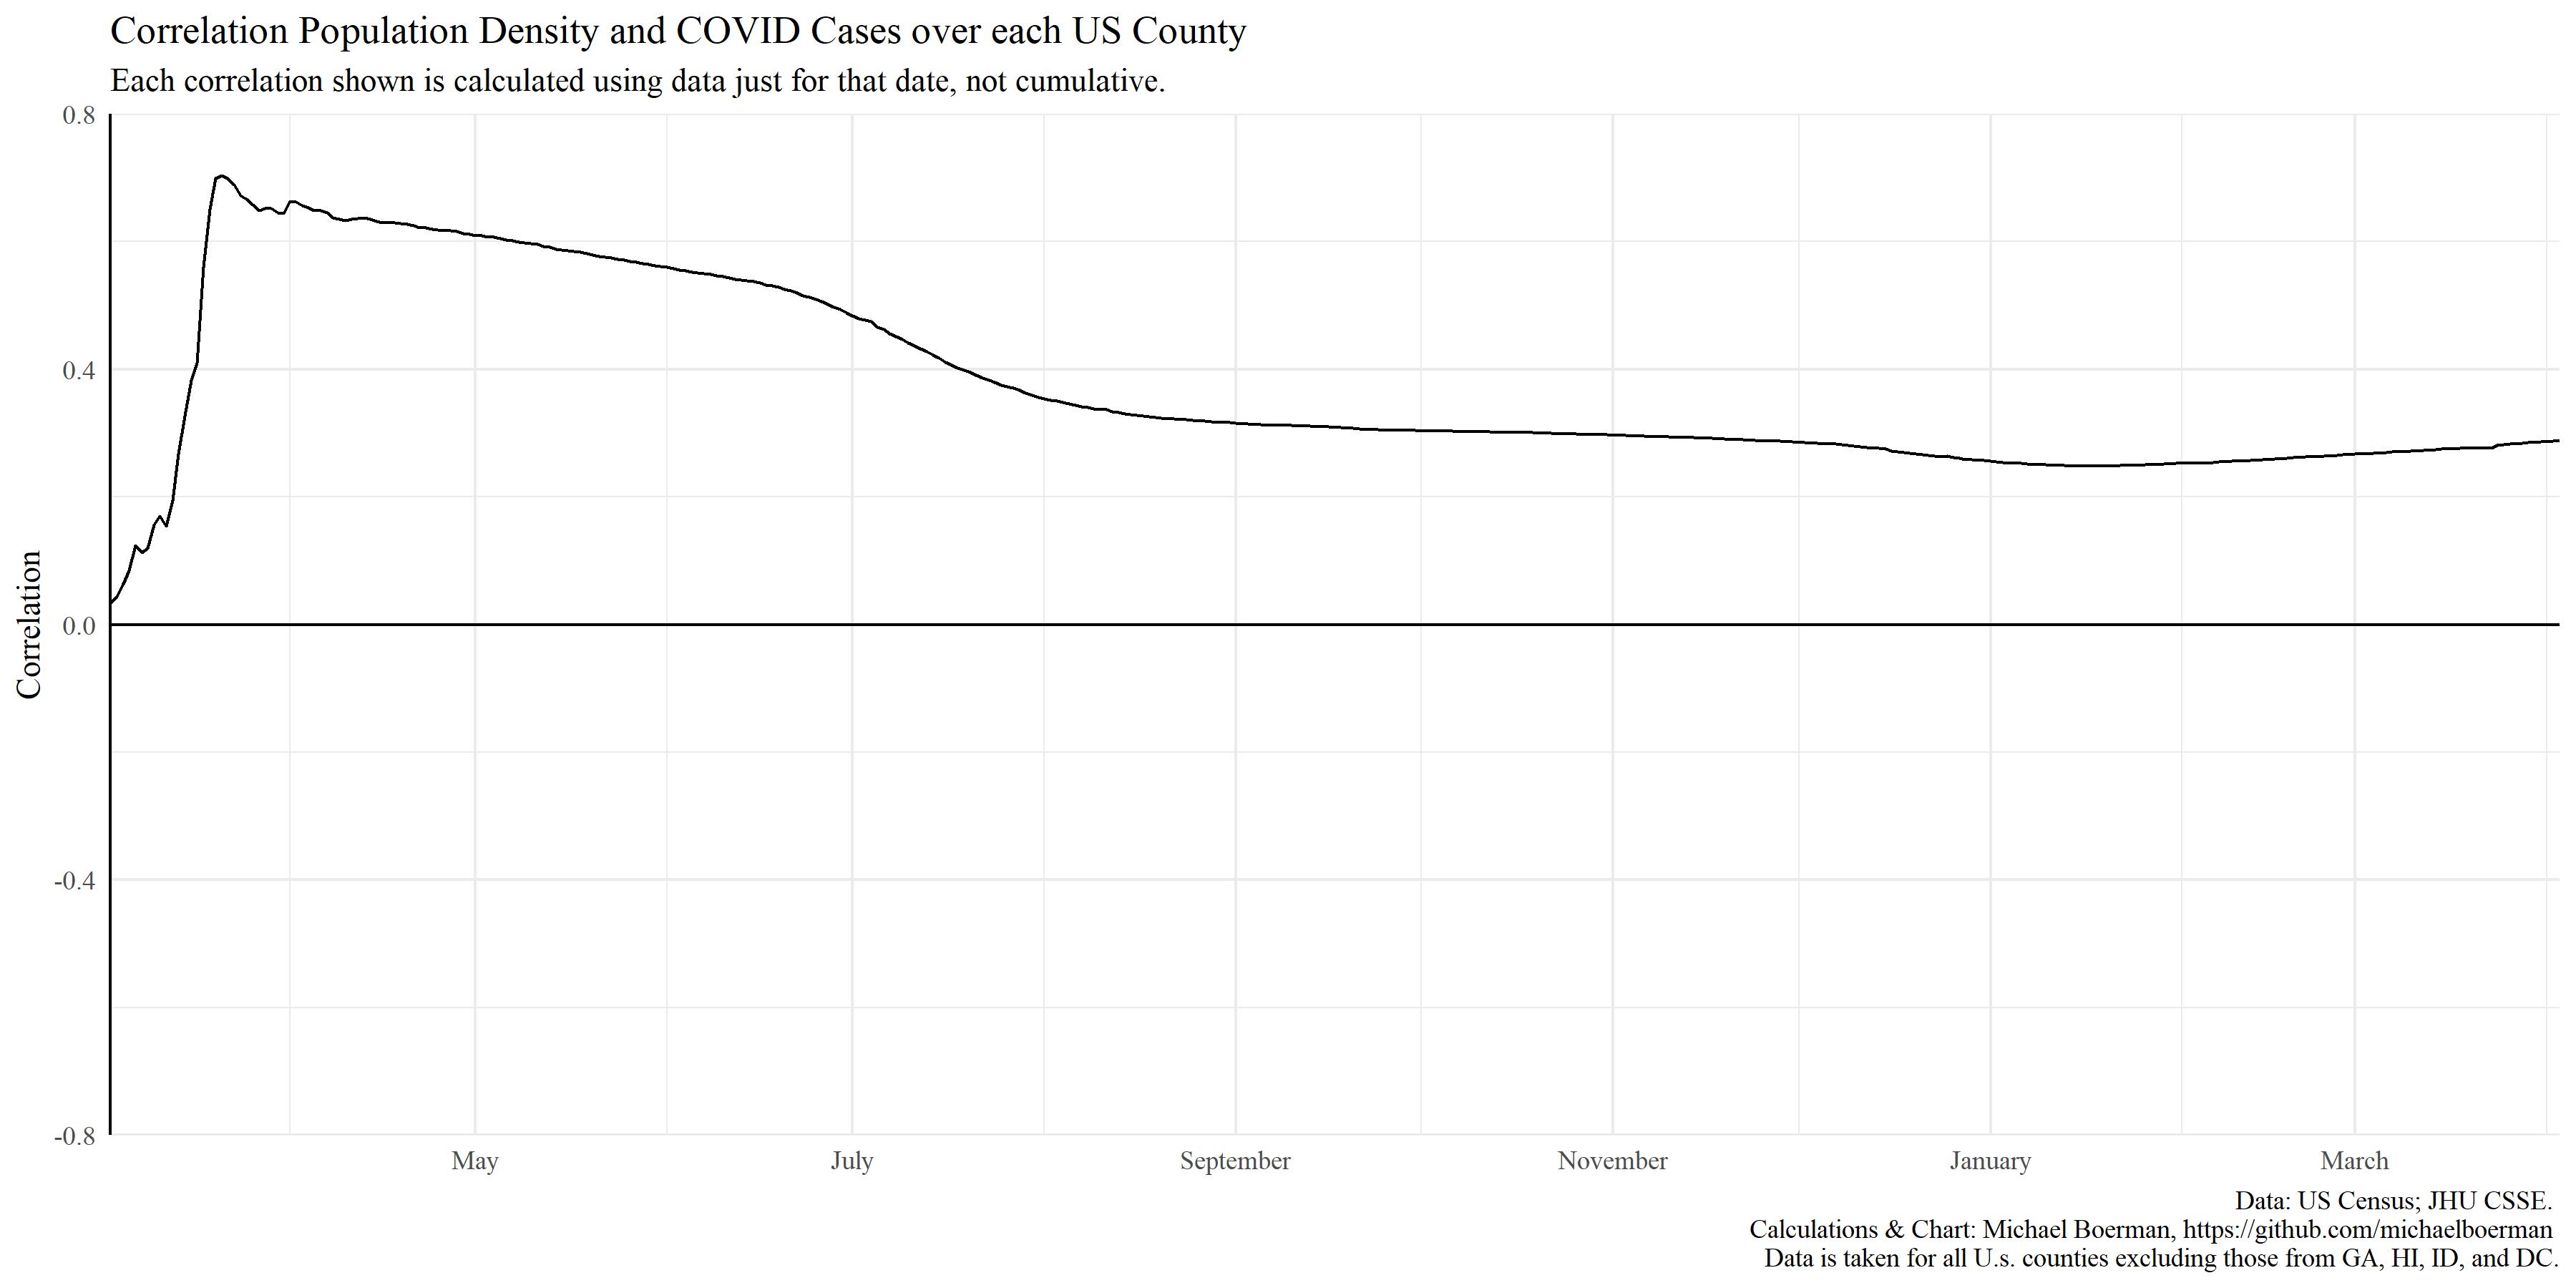 Correlation Population Density and COVID Cases over each US County
Each correlation shown is calculated using data just for that date, not cumulative.
0.8
0.4
0.0
-0.4
-0.8
Correlation
May
July
September
November
January
March
Data: US Census; JHU CSSE.
Calculations & Chart: Michael Boerman, https://github.com/michaelboerman
Data is taken for all U.s. counties excluding those from GA, HI, ID, and DC.